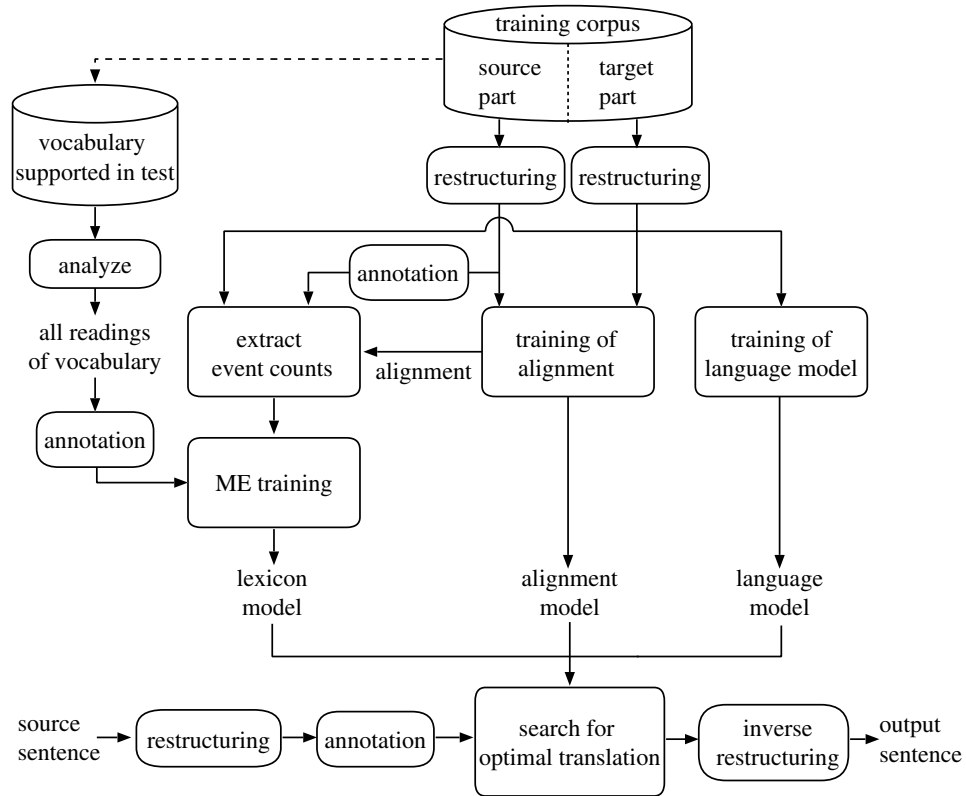 training corpus
source
part
target
part
vocabulary
supported in test
restructuring
restructuring
analyze
annotation
all readings
of vocabulary
extract
event counts
alignment
training of
alignment
training of
language model
annotation
ME training
lexicon
model
alignment
model
language
model
source
sentence
restructuring
annotation
search for
optimal translation
inverse
restructuring
output
sentence